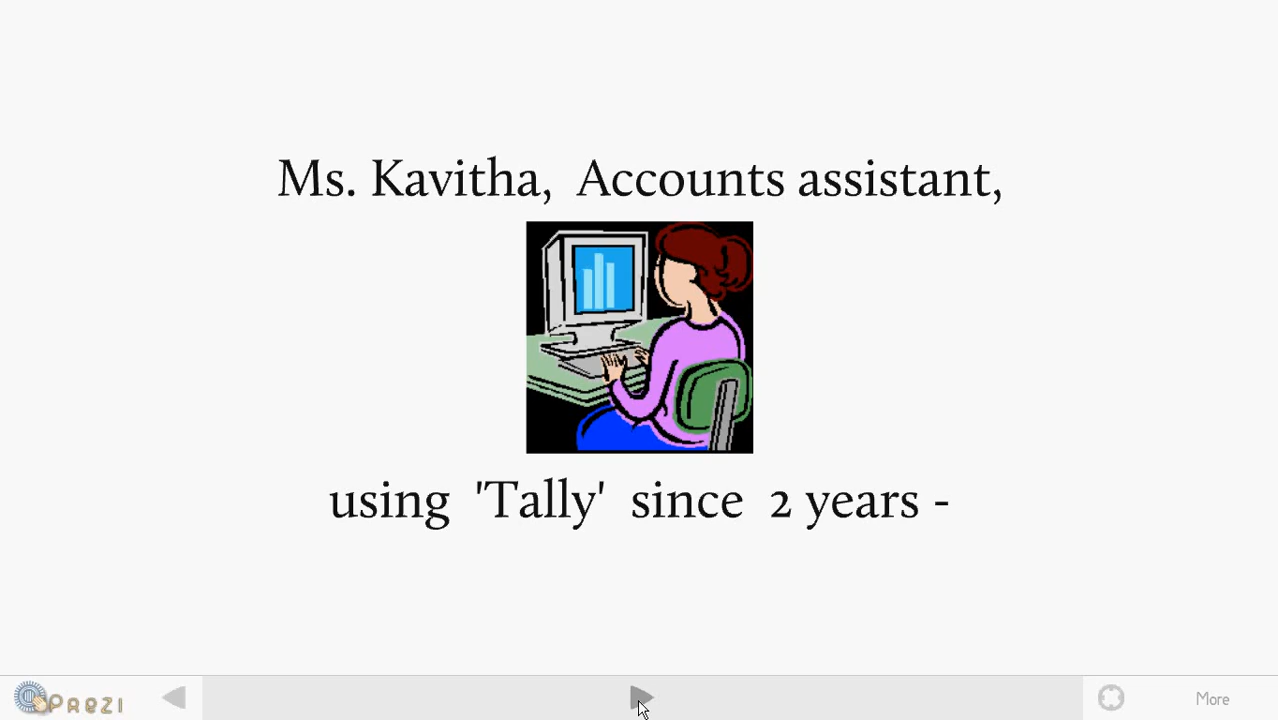 Ms. Kavitha, Accounts assistant,
using 'Tally' since 2 years -
Prezi
More